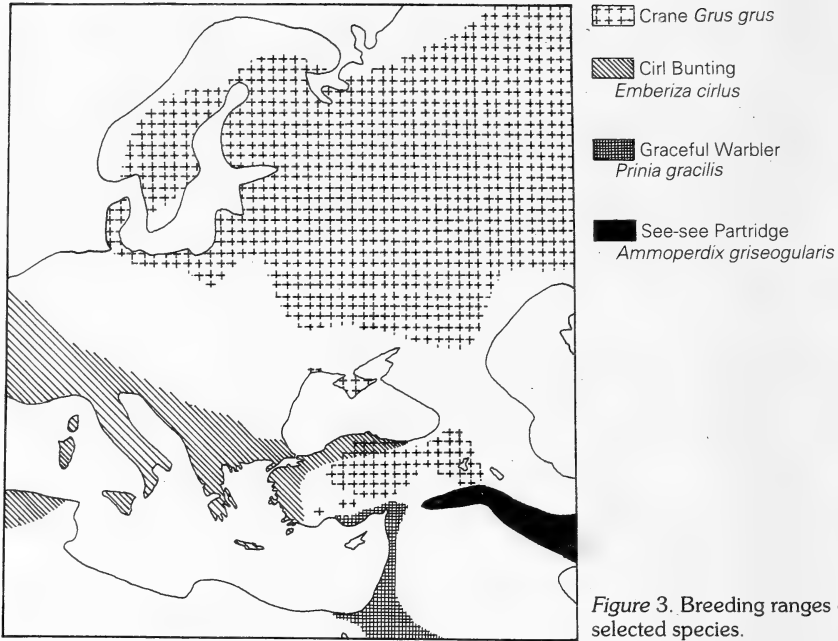 Crane Grus grus
Cirl Bunting
Emberiza cirlus
Graceful Warbler
Prinia gracilis
See-see Partridge
Ammoperdix griseogularis
Figure 3. Breeding ranges
selected species.